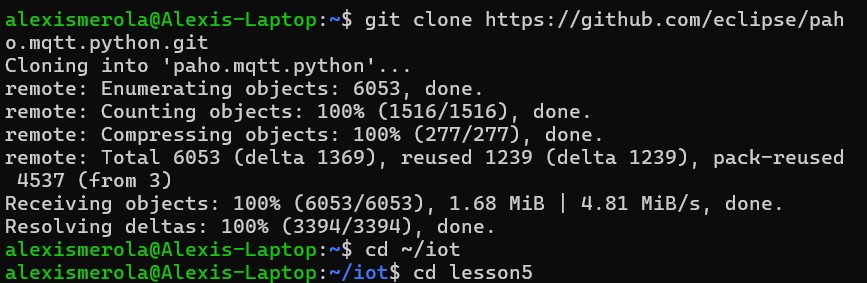 alexismerola@Alexis-Laptop:~$ git clone https://github.com/eclipse/pah
o.mqtt.python.git
Cloning into 'paho.mqtt.python'...
remote: Enumerating objects: 6053, done.
remote: Counting objects: 100% (1516/1516), done.
remote: Compressing objects: 100% (277/277), done.
remote: Total 6053 (delta 1369), reused 1239 (delta 1239), pack-reused
 4537 (from 3)
Receiving objects: 100% (6053/6053), 1.68 MiB | 4.81 MiB/s, done.
Resolving deltas: 100% (3394/3394), done.
alexismerola@Alexis-Laptop:~$ cd ~/iot
alexismerola@Alexis-Laptop:~/iot$ cd lesson5